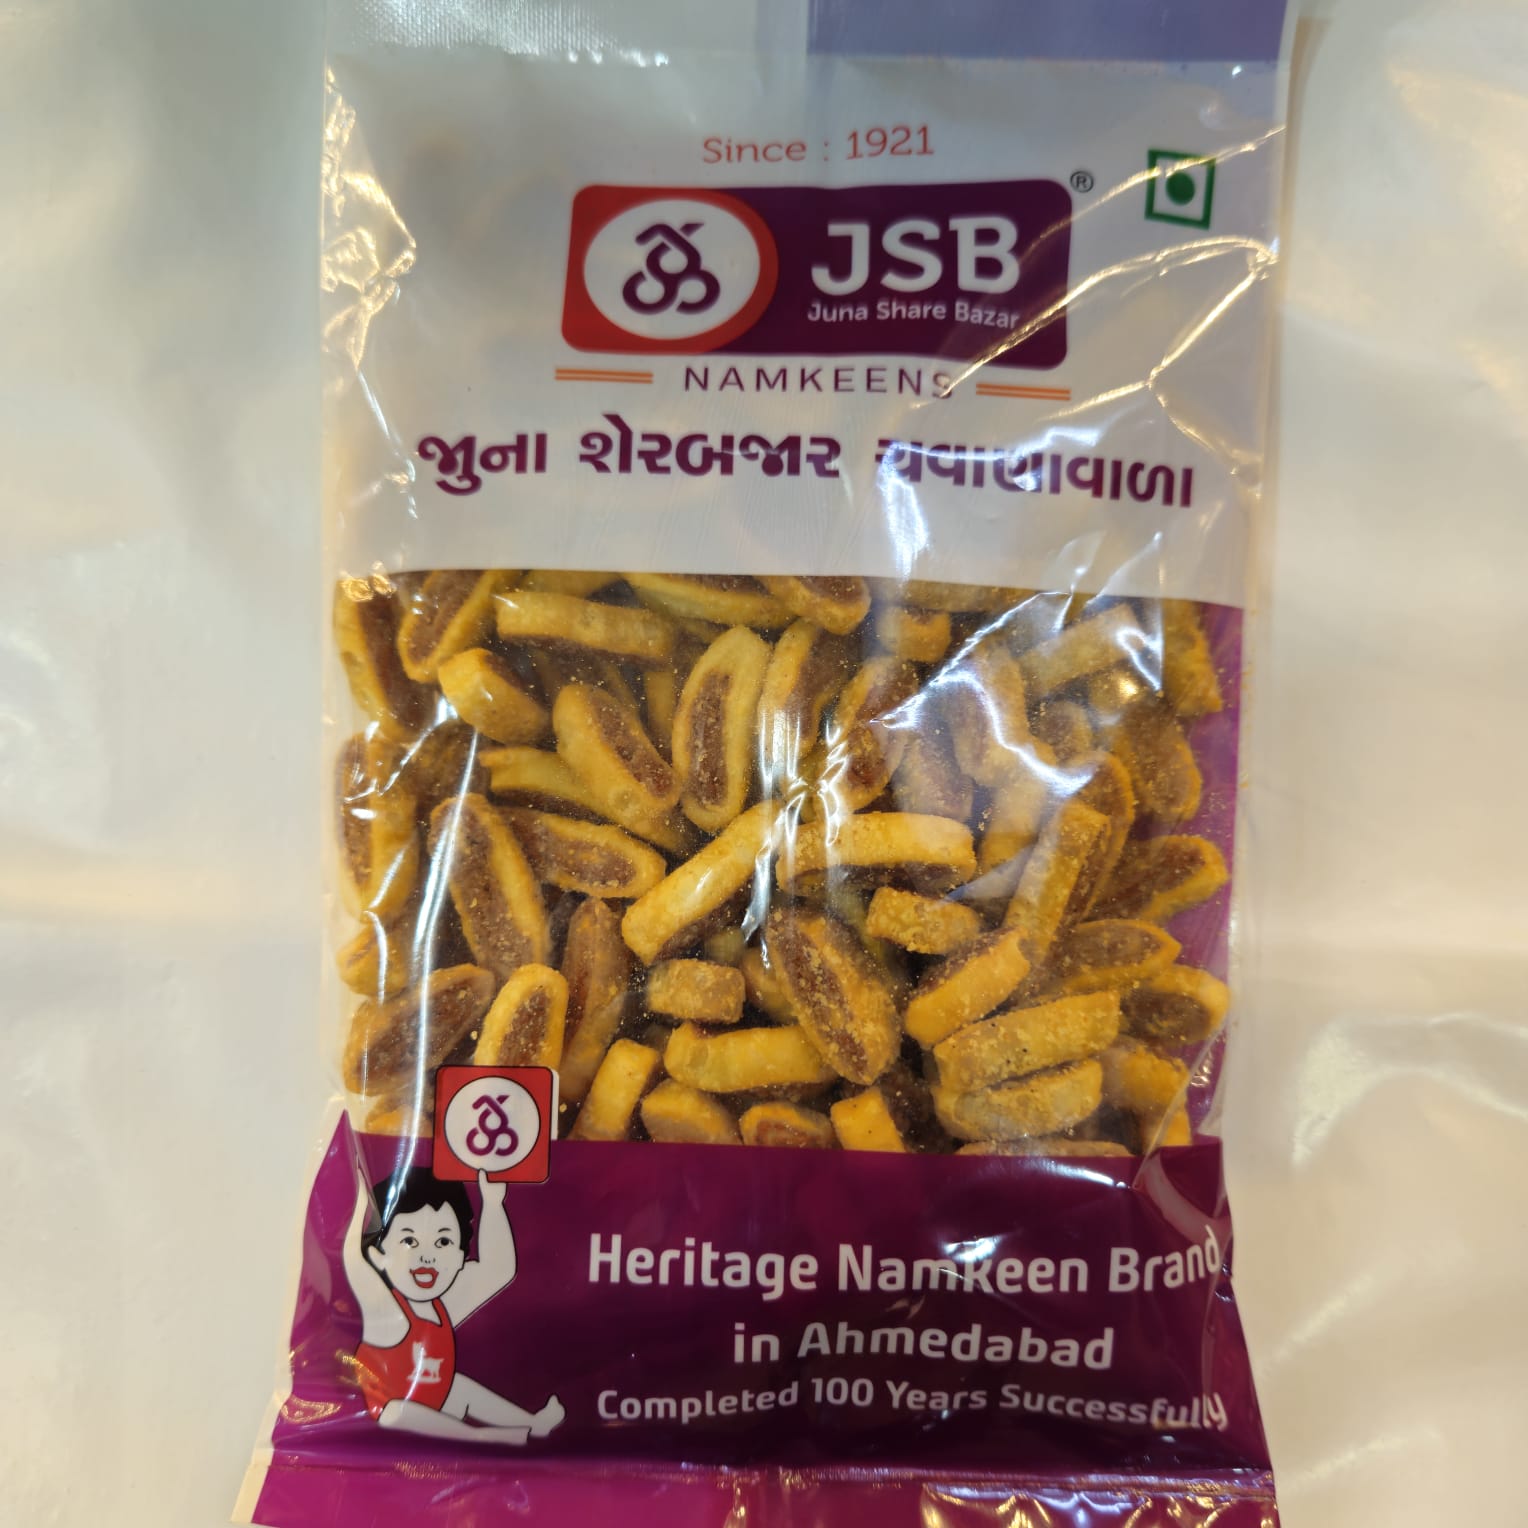 Since : 1921
JSB
®
Juna Share Bazar
NAMKEENS
જુના શેરબજાર ચવાણાવાળા
Heritage Namkeen Brand
in Ahmedabad
Completed 100 Years Successfully